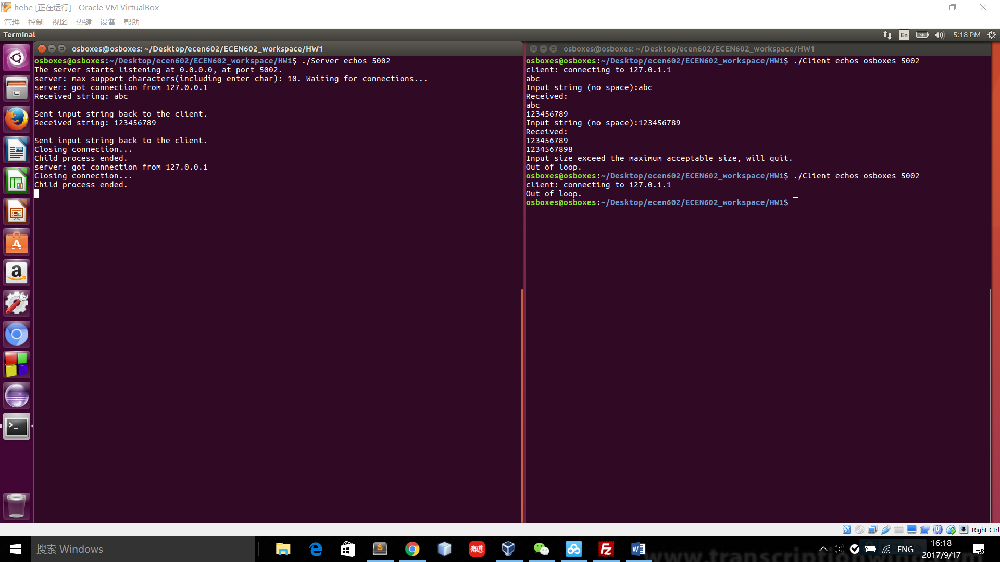 hehe [正在运行] - Oracle VM VirtualBox
管理 控制 视图 热键 设备 帮助
Terminal
En
5:18 PM
osboxes@osboxes: ~/Desktop/ecen602/ECEN602_workspace/HW1
osboxes@osboxes:~/Desktop/ecen602/ECEN602_workspace/HW1$ ./Server echos 5002
The server starts listening at 0.0.0.0, at port 5002.
server: max support characters(including enter char): 10. Waiting for connections...
server: got connection from 127.0.0.1
Received string: abc
Sent input string back to the client.
Received string: 123456789
Sent input string back to the client.
Closing connection...
Child process ended.
server: got connection from 127.0.0.1
Closing connection...
Child process ended.
osboxes@osboxes: ~/Desktop/ecen602/ECEN602_workspace/HW1
osboxes@osboxes:~/Desktop/ecen602/ECEN602_workspace/HW1$ ./Client echos osboxes 5002
client: connecting to 127.0.1.1
abc
Input string (no space):abc
Received:
abc
123456789
Input string (no space):123456789
Received:
123456789
1234567898
Input size exceed the maximum acceptable size, will quit.
Out of loop.
osboxes@osboxes:~/Desktop/ecen602/ECEN602_workspace/HW1$ ./Client echos osboxes 5002
client: connecting to 127.0.1.1
Out of loop.
osboxes@osboxes:~/Desktop/ecen602/ECEN602_workspace/HW1$
Right Ctrl
搜索 Windows
有道
ENG
16:18
2017/9/17